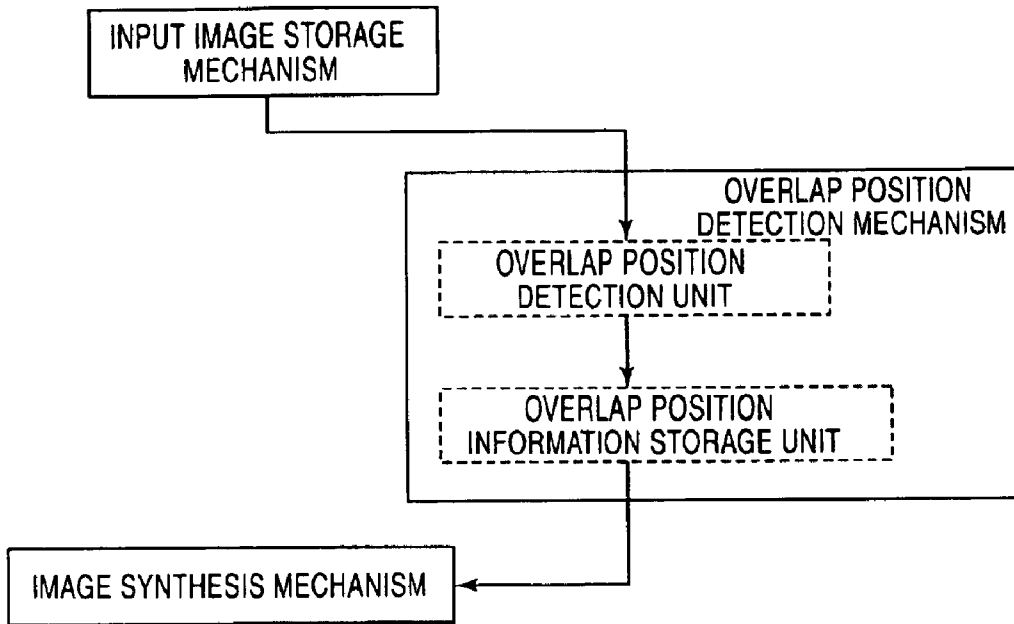 INPUT IMAGE STORAGE
MECHANISM
OVERLAP POSITION
DETECTION MECHANISM
OVERLAP POSITION
DETECTION UNIT
OVERLAP POSITION
INFORMATION STORAGE UNIT
IMAGE SYNTHESIS MECHANISM